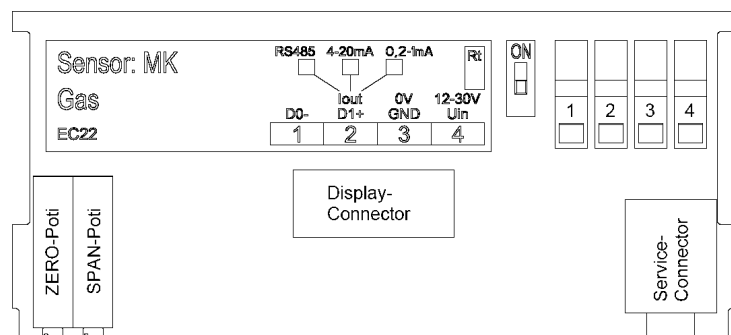 RS485 4-20mA 0,2-1mA Rt ON
Sensor: MK
Gas
Iout 0V 12-30V
D0- D1+ GND Uin
EC22 1 2 3 4
1 2 3 4
Display-
Connector
ZERO-Poti
SPAN-Poti
Service-
Connector